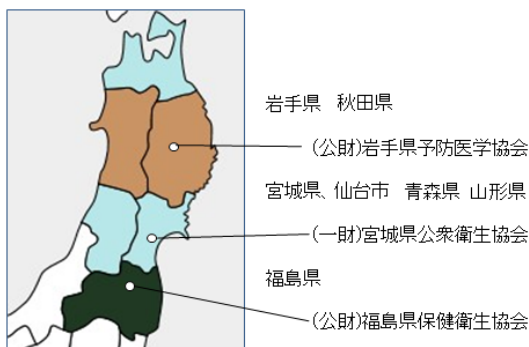 岩手県　秋田県
(公財)岩手県予防医学協会
宮城県、仙台市　青森県 山形県
(一財)宮城県公衆衛生協会
福島県
(公財)福島県保健衛生協会